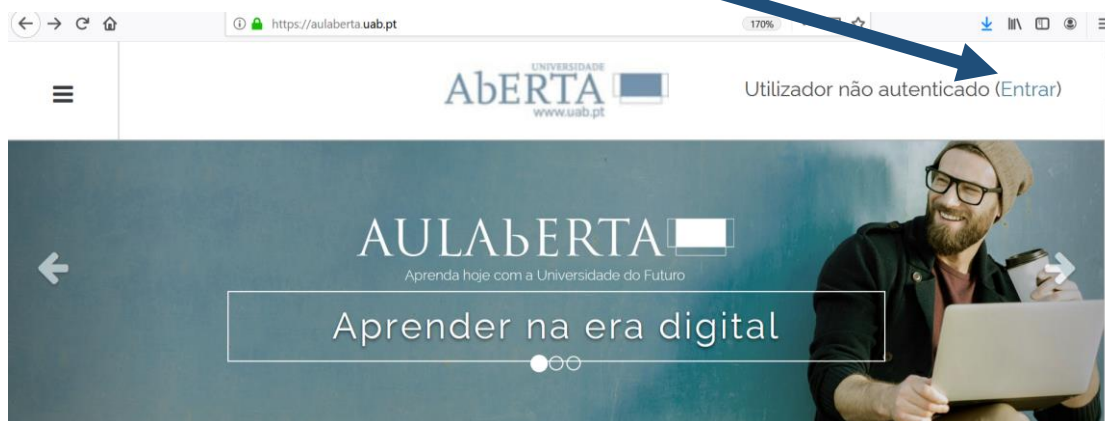 https://aulaberta.uab.pt
170%
UNIVERSIDADE
AbERTA
www.uab.pt
Utilizador não autenticado (Entrar)
AULAbERTA
Aprenda hoje com a Universidade do Futuro
Aprender na era digital